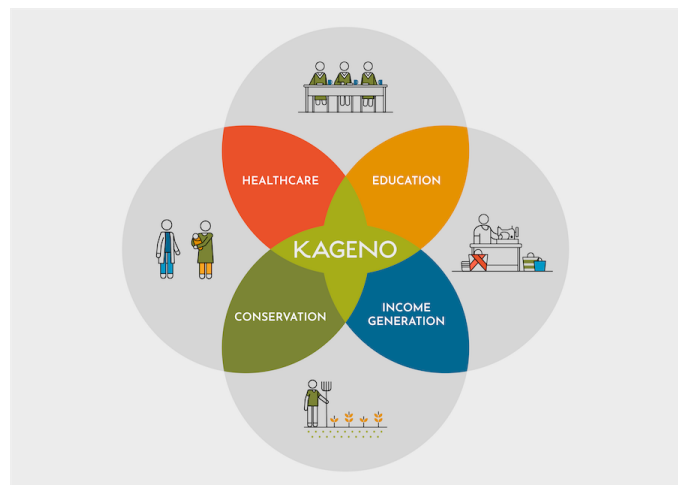 HEALTHCARE
EDUCATION
KAGENO
CONSERVATION
INCOME
GENERATION